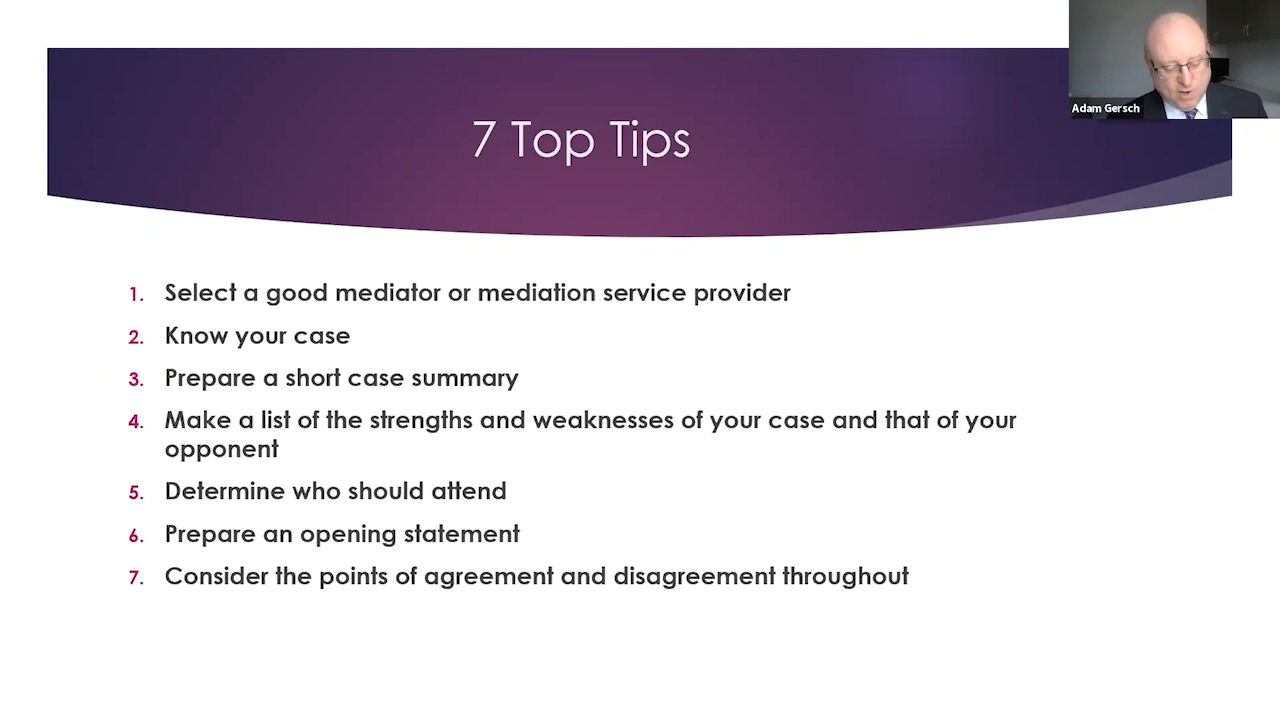 Adam Gersch
7 Top Tips
1. Select a good mediator or mediation service provider
2. Know your case
3. Prepare a short case summary
4. Make a list of the strengths and weaknesses of your case and that of your
opponent
5. Determine who should attend
6. Prepare an opening statement
7. Consider the points of agreement and disagreement throughout